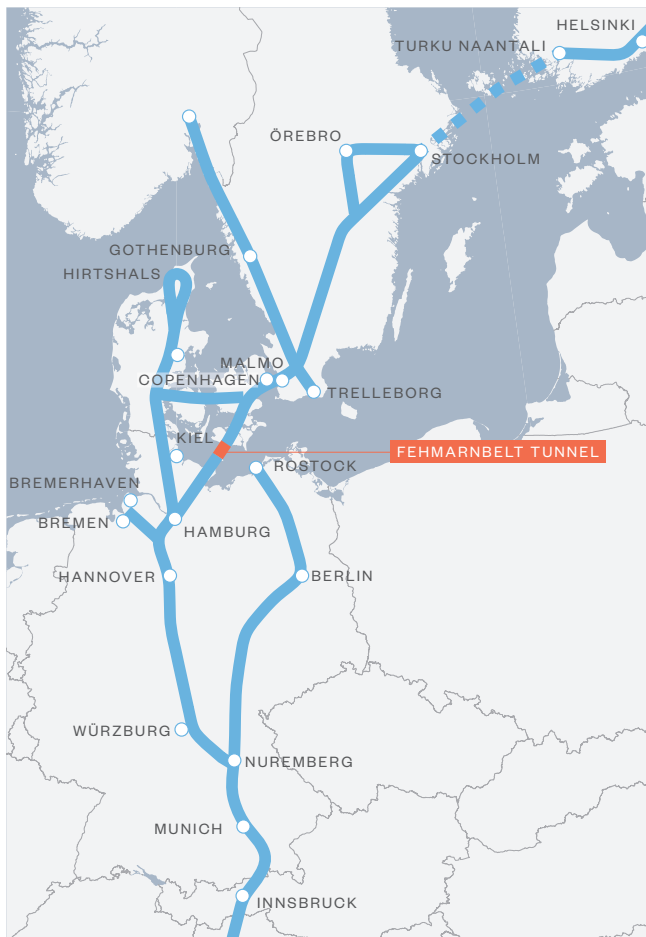 HELSINKI
TURKU NAANTALI
ÖREBRO
STOCKHOLM
GOTHENBURG
HIRTSHALS
MALMO
COPENHAGEN
TRELLEBORG
KIEL
FEHMARNBELT TUNNEL
ROSTOCK
BREMERHAVEN
BREMEN
HAMBURG
HANNOVER
BERLIN
WÜRZBURG
NUREMBERG
MUNICH
INNSBRUCK